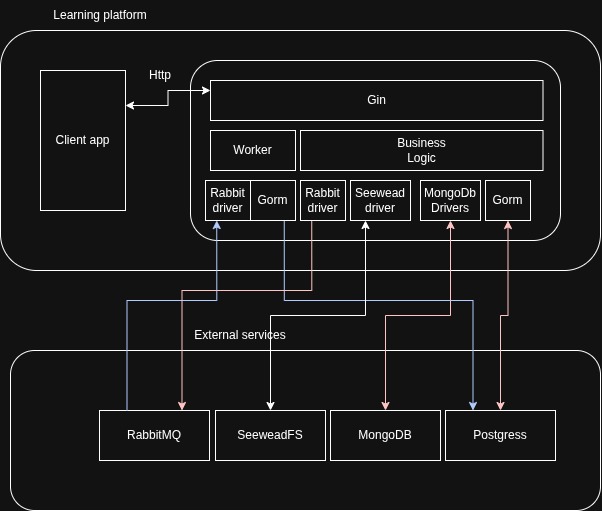 Learning platform
Http
Client app
Gin
Worker
Business
Logic
Rabbit
driver
Gorm
Rabbit
driver
Seewead
driver
MongoDb
Drivers
Gorm
External services
RabbitMQ
SeeweadFS
MongoDB
Postgress